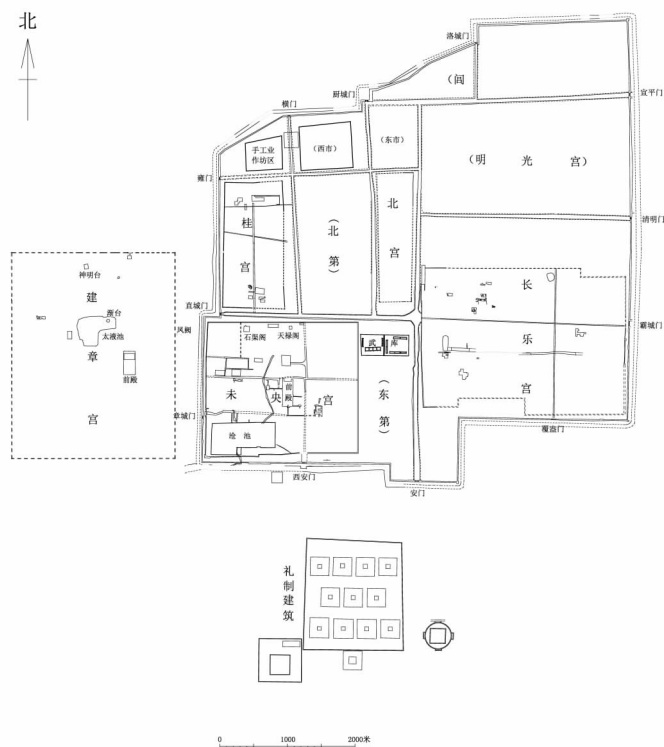 北
洛城门
厨城门
（闾
宣平门
横门
手工业
作坊区
（西市）
（东市）
（明光宫）
雍门
桂宫
（北第）
北宫
清明门
神明台
建章宫
渐台
太液池
前殿
直城门
凤阙
石渠阁
天禄阁
武库
长乐宫
霸城门
未央宫
前殿
（东第）
章城门
沧池
覆盎门
西安门
安门
礼制建筑
0
1000
2000米